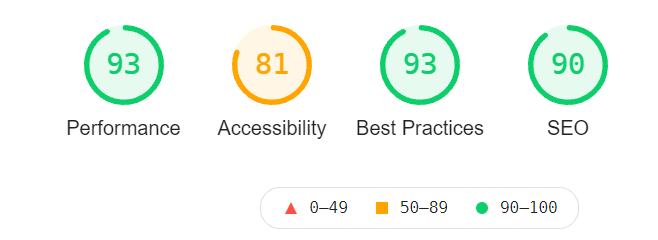 93 81 93 90
Performance Accessibility Best Practices SEO
0–49 50–89 90–100